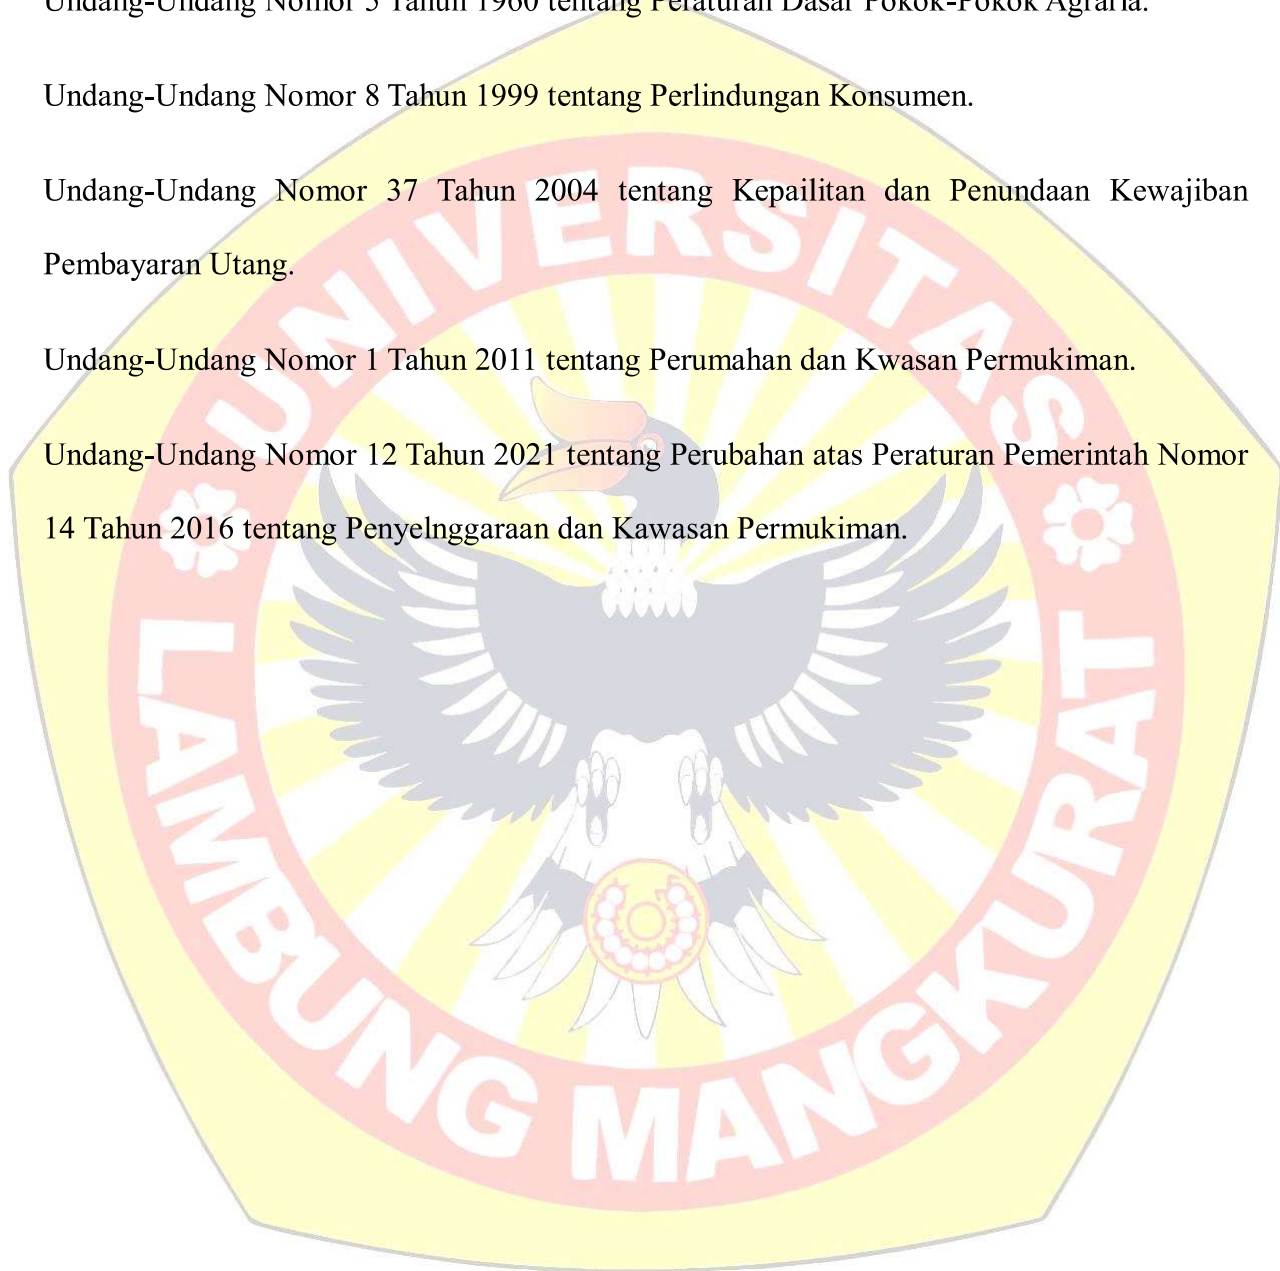 Undang-Undang Nomor 5 Tahun 1960 tentang Peraturan Dasar Pokok-Pokok Agraria.
Undang-Undang Nomor 8 Tahun 1999 tentang Perlindungan Konsumen.
Undang-Undang Nomor 37 Tahun 2004 tentang Kepailitan dan Penundaan Kewajiban
Pembayaran Utang.
Undang-Undang Nomor 1 Tahun 2011 tentang Perumahan dan Kwasan Permukiman.
Undang-Undang Nomor 12 Tahun 2021 tentang Perubahan atas Peraturan Pemerintah Nomor
14 Tahun 2016 tentang Penyelnggaraan dan Kawasan Permukiman.
UNIVERSITAS
LAMBUNG MANGKURAT